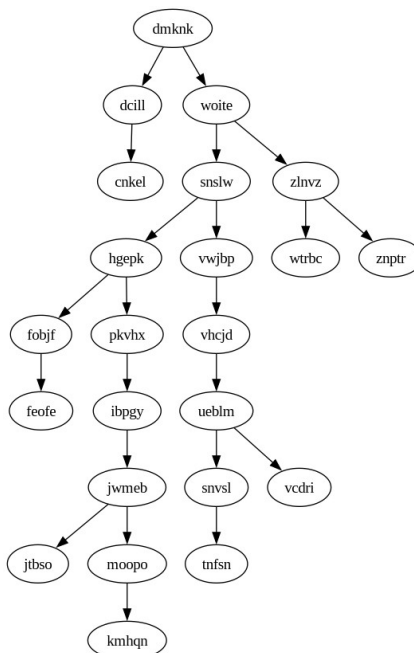 dmknk
dcill woite
cnkel snslw zlnvz
hgepk vwjbp wtrbc znptr
fobjf pkvhx vhcjd
feofe ibpgy ueblm
jwmeb snvsl vcdri
jtbso moopo tnfsn
kmhqn